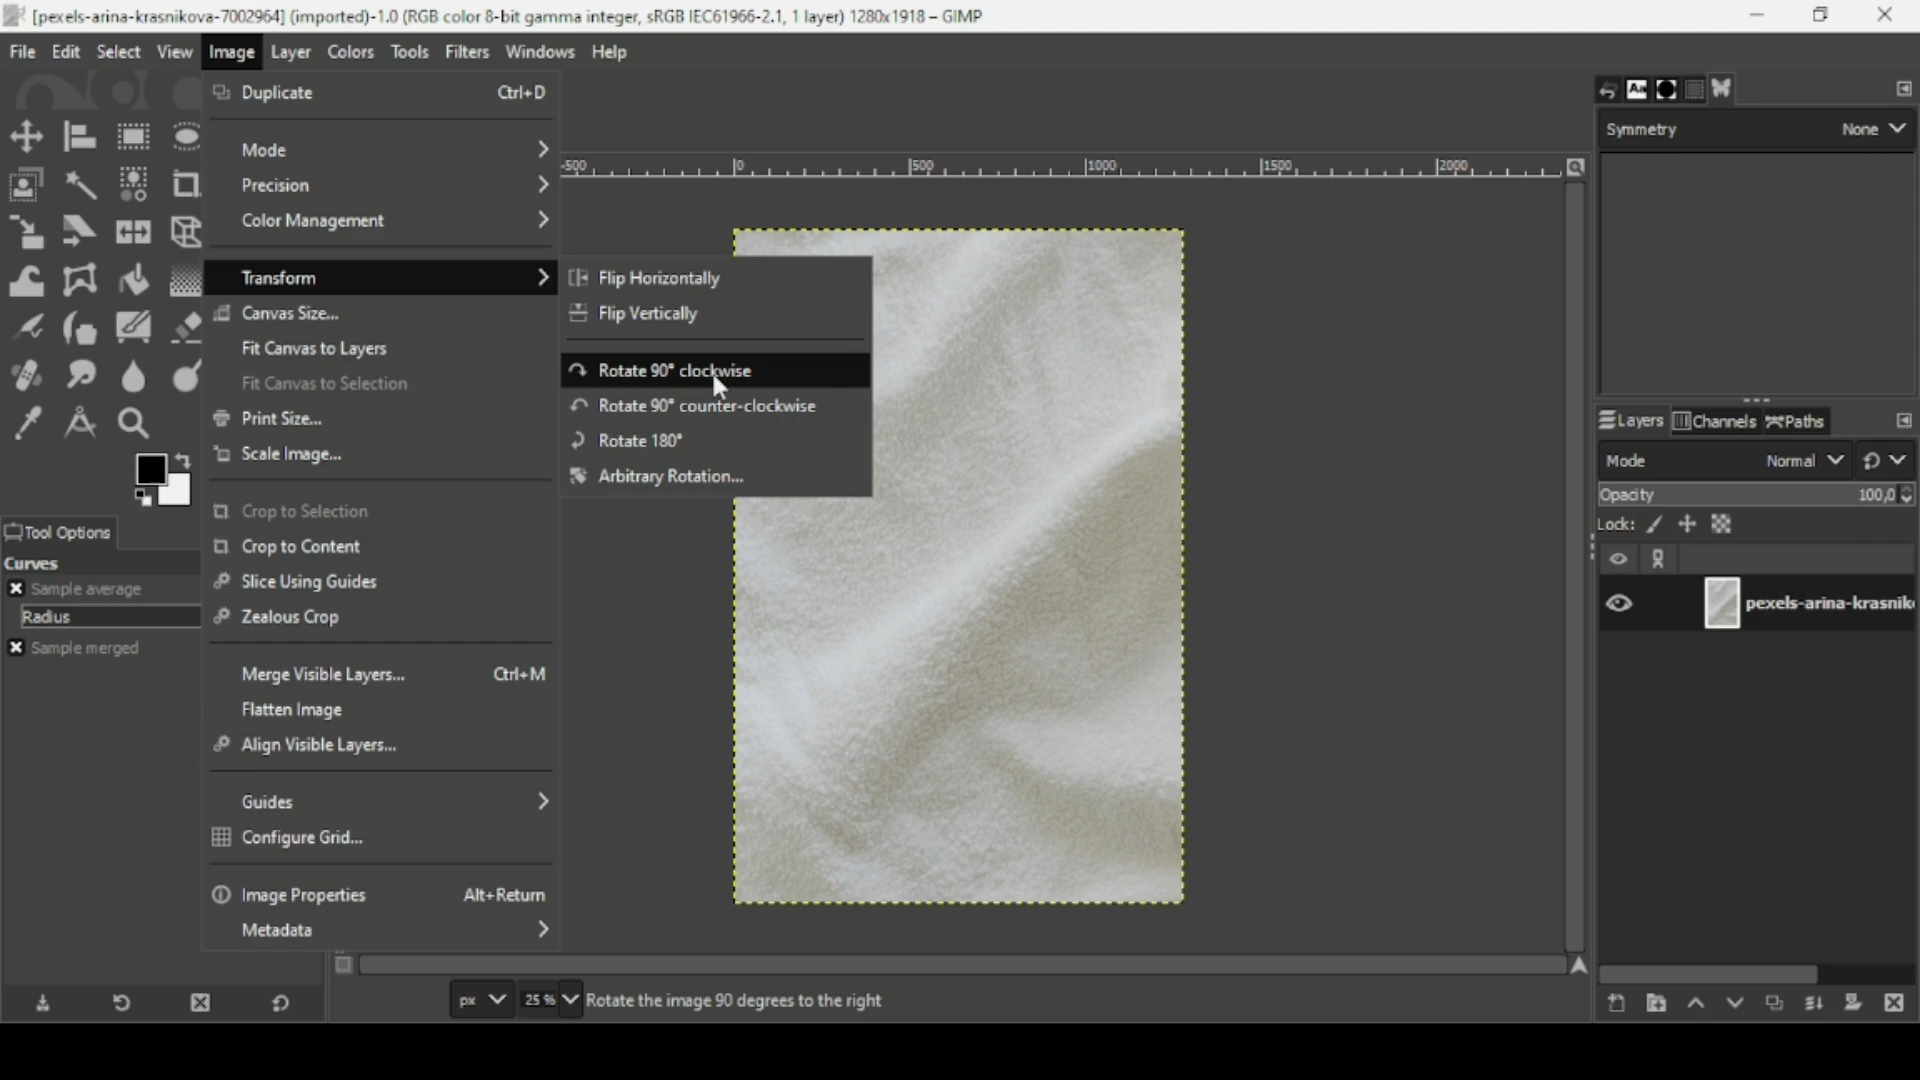 [pexels-arina-krasnikova-7002964] (imported)-1.0 (RGB color 8-bit gamma integer, sRGB IEC61966-2.1, 1 layer) 1280x1918 – GIMP
File Edit Select View Image Layer Colors Tools Filters Windows Help
Duplicate Ctrl+D
Mode
Precision
Color Management
Transform
Canvas Size...
Fit Canvas to Layers
Fit Canvas to Selection
Print Size...
Scale Image...
Crop to Selection
Crop to Content
Slice Using Guides
Zealous Crop
Merge Visible Layers... Ctrl+M
Flatten Image
Align Visible Layers...
Guides
Configure Grid...
Image Properties Alt+Return
Metadata
Flip Horizontally
Flip Vertically
Rotate 90° clockwise
Rotate 90° counter-clockwise
Rotate 180°
Arbitrary Rotation...
Tool Options
Curves
Sample average
Radius
Sample merged
-500 0 500 1000 1500 2000
px 25 % Rotate the image 90 degrees to the right
Aa
Symmetry None
Layers Channels Paths
Mode Normal
Opacity 100,0
Lock:
pexels-arina-krasnik